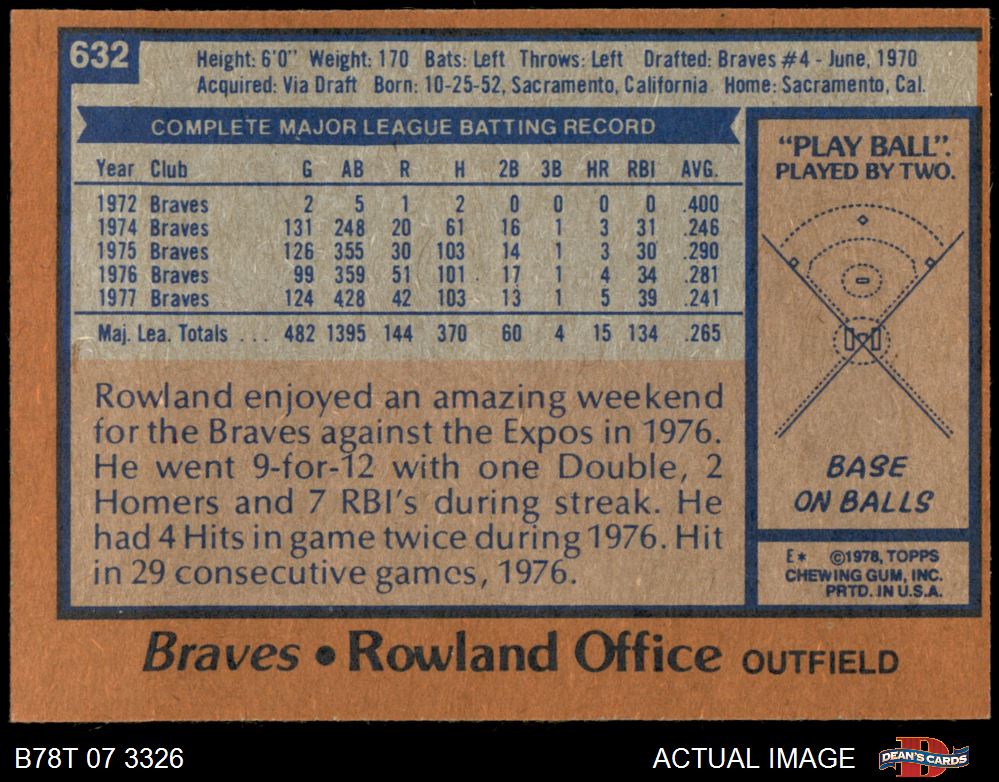 632
Height: 6'0" Weight: 170 Bats: Left Throws: Left Drafted: Braves #4 - June, 1970
Acquired: Via Draft Born: 10-25-52, Sacramento, California Home: Sacramento, Cal.
COMPLETE MAJOR LEAGUE BATTING RECORD
Year Club G AB R H 2B 3B HR RBI AVG.
1972 Braves 2 5 1 2 0 0 0 0 .400
1974 Braves 131 248 20 61 16 1 3 31 .246
1975 Braves 126 355 30 103 14 1 3 30 .290
1976 Braves 99 359 51 101 17 1 4 34 .281
1977 Braves 124 428 42 103 13 1 5 39 .241
Maj. Lea. Totals ... 482 1395 144 370 60 4 15 134 .265
Rowland enjoyed an amazing weekend
for the Braves against the Expos in 1976.
He went 9-for-12 with one Double, 2
Homers and 7 RBI's during streak. He
had 4 Hits in game twice during 1976. Hit
in 29 consecutive games, 1976.
"PLAY BALL".
PLAYED BY TWO.
BASE
ON BALLS
E* ©1978, TOPPS
CHEWING GUM, INC.
PRTD. IN U.S.A.
Braves • Rowland Office OUTFIELD
B78T 07 3326 ACTUAL IMAGE DEAN'S CARDS